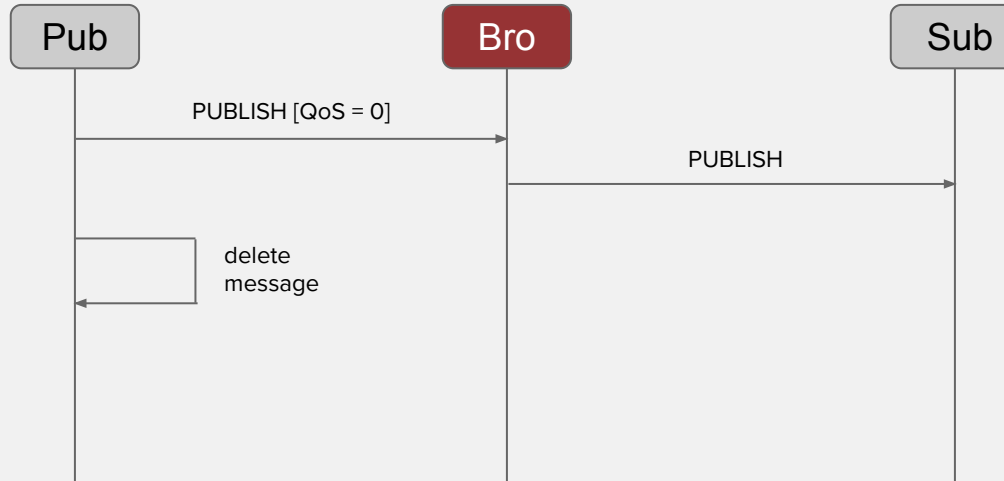 Pub
Bro
Sub
PUBLISH [QoS = 0]
PUBLISH
delete
message